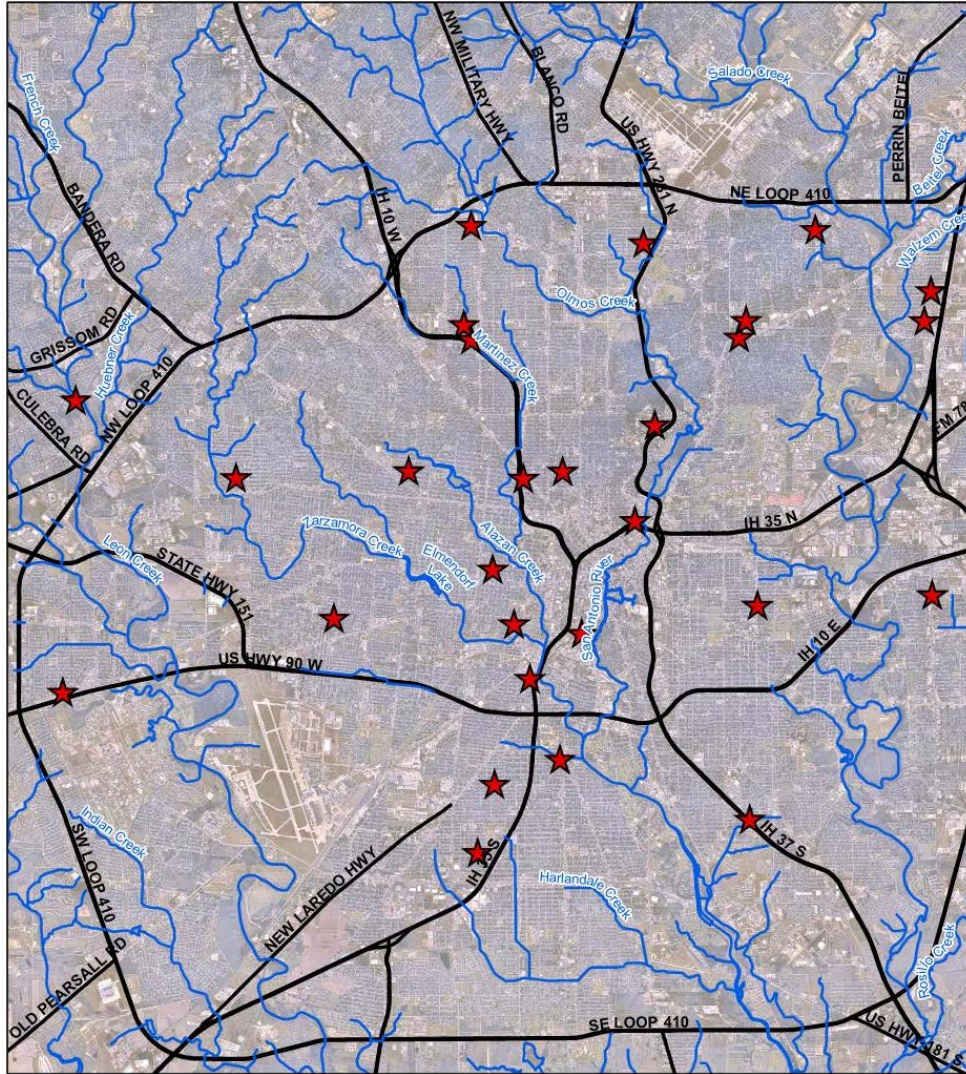 NW MILITARY HWY
BLANCO RD
Salado Creek
PERRIN BEITEL
French Creek
US HWY 281 N
Beitel Creek
BANDERA RD
IH 10 W
NE LOOP 410
Walzem Creek
Olmos Creek
GRISSOM RD
Huebner Creek
Martinez Creek
NW LOOP 410
CULEBRA RD
FM 78
IH 35 N
Zarzamora Creek
Alazan Creek
Leon Creek
STATE HWY 151
Elmendorf
Lake
San Antonio River
IH 10 E
US HWY 90 W
Indian Creek
SW LOOP 410
IH 37 S
NEW LAREDO HWY
IH 35 S
Harlandale Creek
OLD PEARSALL RD
Rosillo Creek
SE LOOP 410
US HWY 181 S